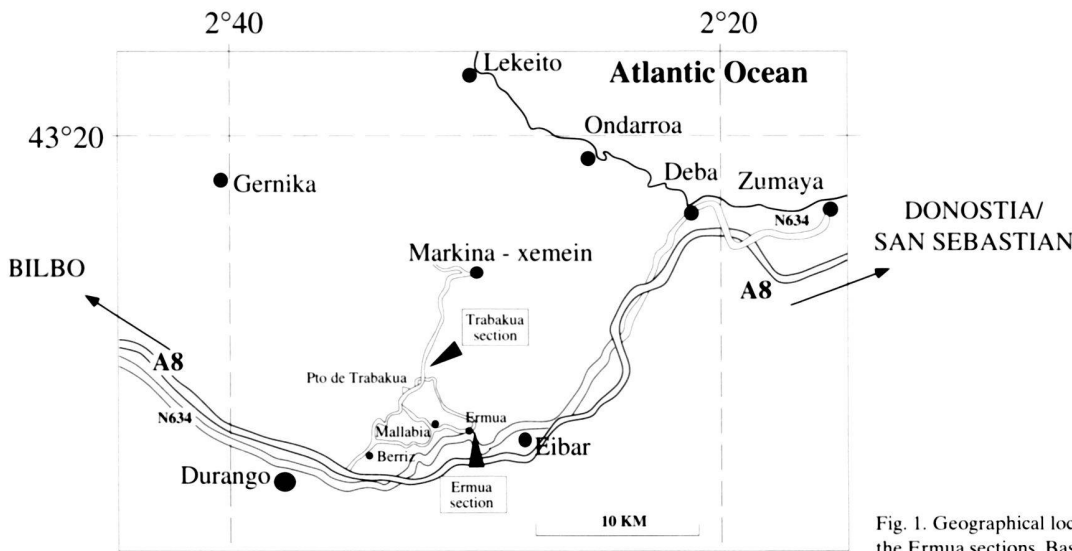 2°40
2°20
Lekeito
Atlantic Ocean
43°20
Ondarroa
Gernika
Deba
Zumaya
N634
DONOSTIA/
SAN SEBASTIAN
Markina - xemein
BILBO
A8
Trabakua
section
A8
Pto de Trabakua
N634
Mallabia
Ermua
Berriz
Eibar
Durango
Ermua
section
10 KM
Fig. 1. Geographical loc
the Ermua sections. Bas